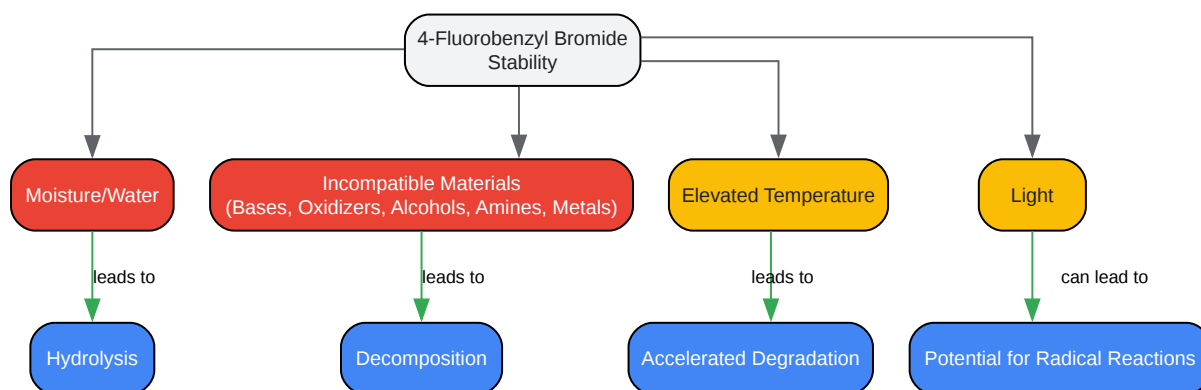 4-Fluorobenzyl Bromide
Stability
Moisture/Water
Incompatible Materials
(Bases, Oxidizers, Alcohols, Amines, Metals)
Elevated Temperature
Light
leads to
leads to
leads to
can lead to
Hydrolysis
Decomposition
Accelerated Degradation
Potential for Radical Reactions